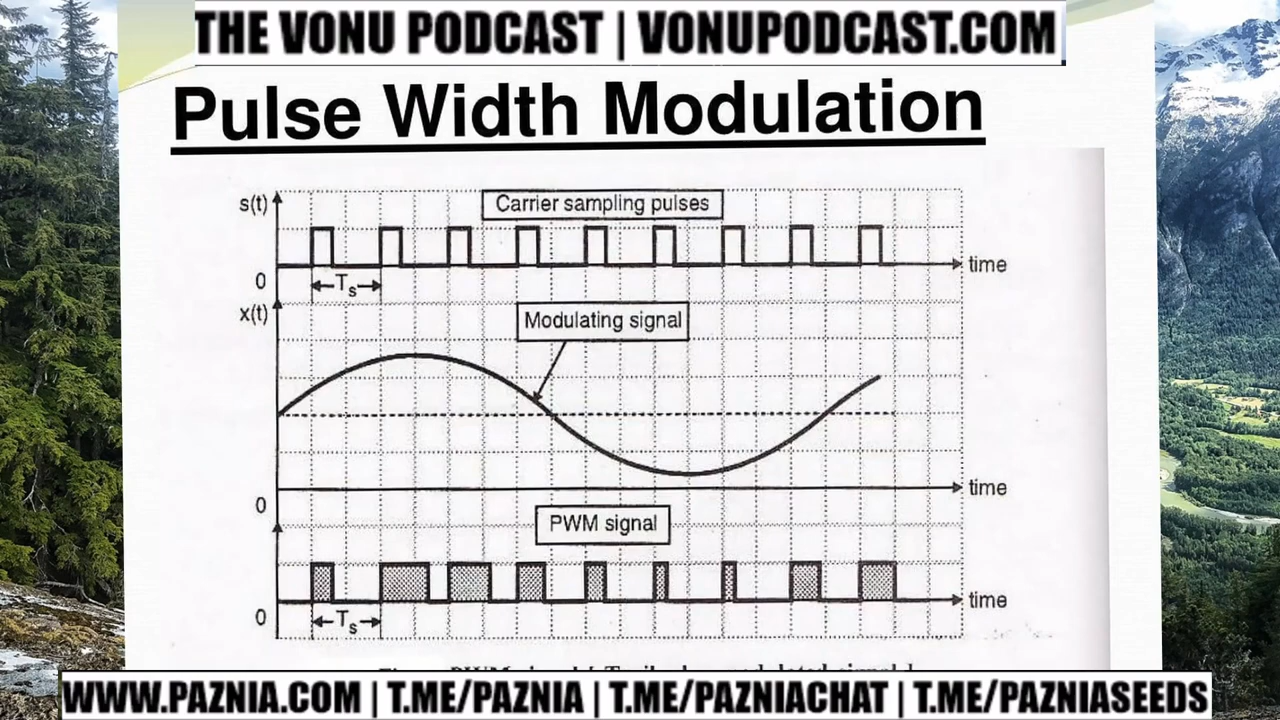 THE VONU PODCAST | VONUPODCAST.COM
Pulse Width Modulation
s(t)
Carrier sampling pulses
0
time
Ts
x(t)
Modulating signal
0
time
PWM signal
0
time
Ts
WWW.PAZNIA.COM | T.ME/PAZNIA | T.ME/PAZNIACHAT | T.ME/PAZNIASEEDS